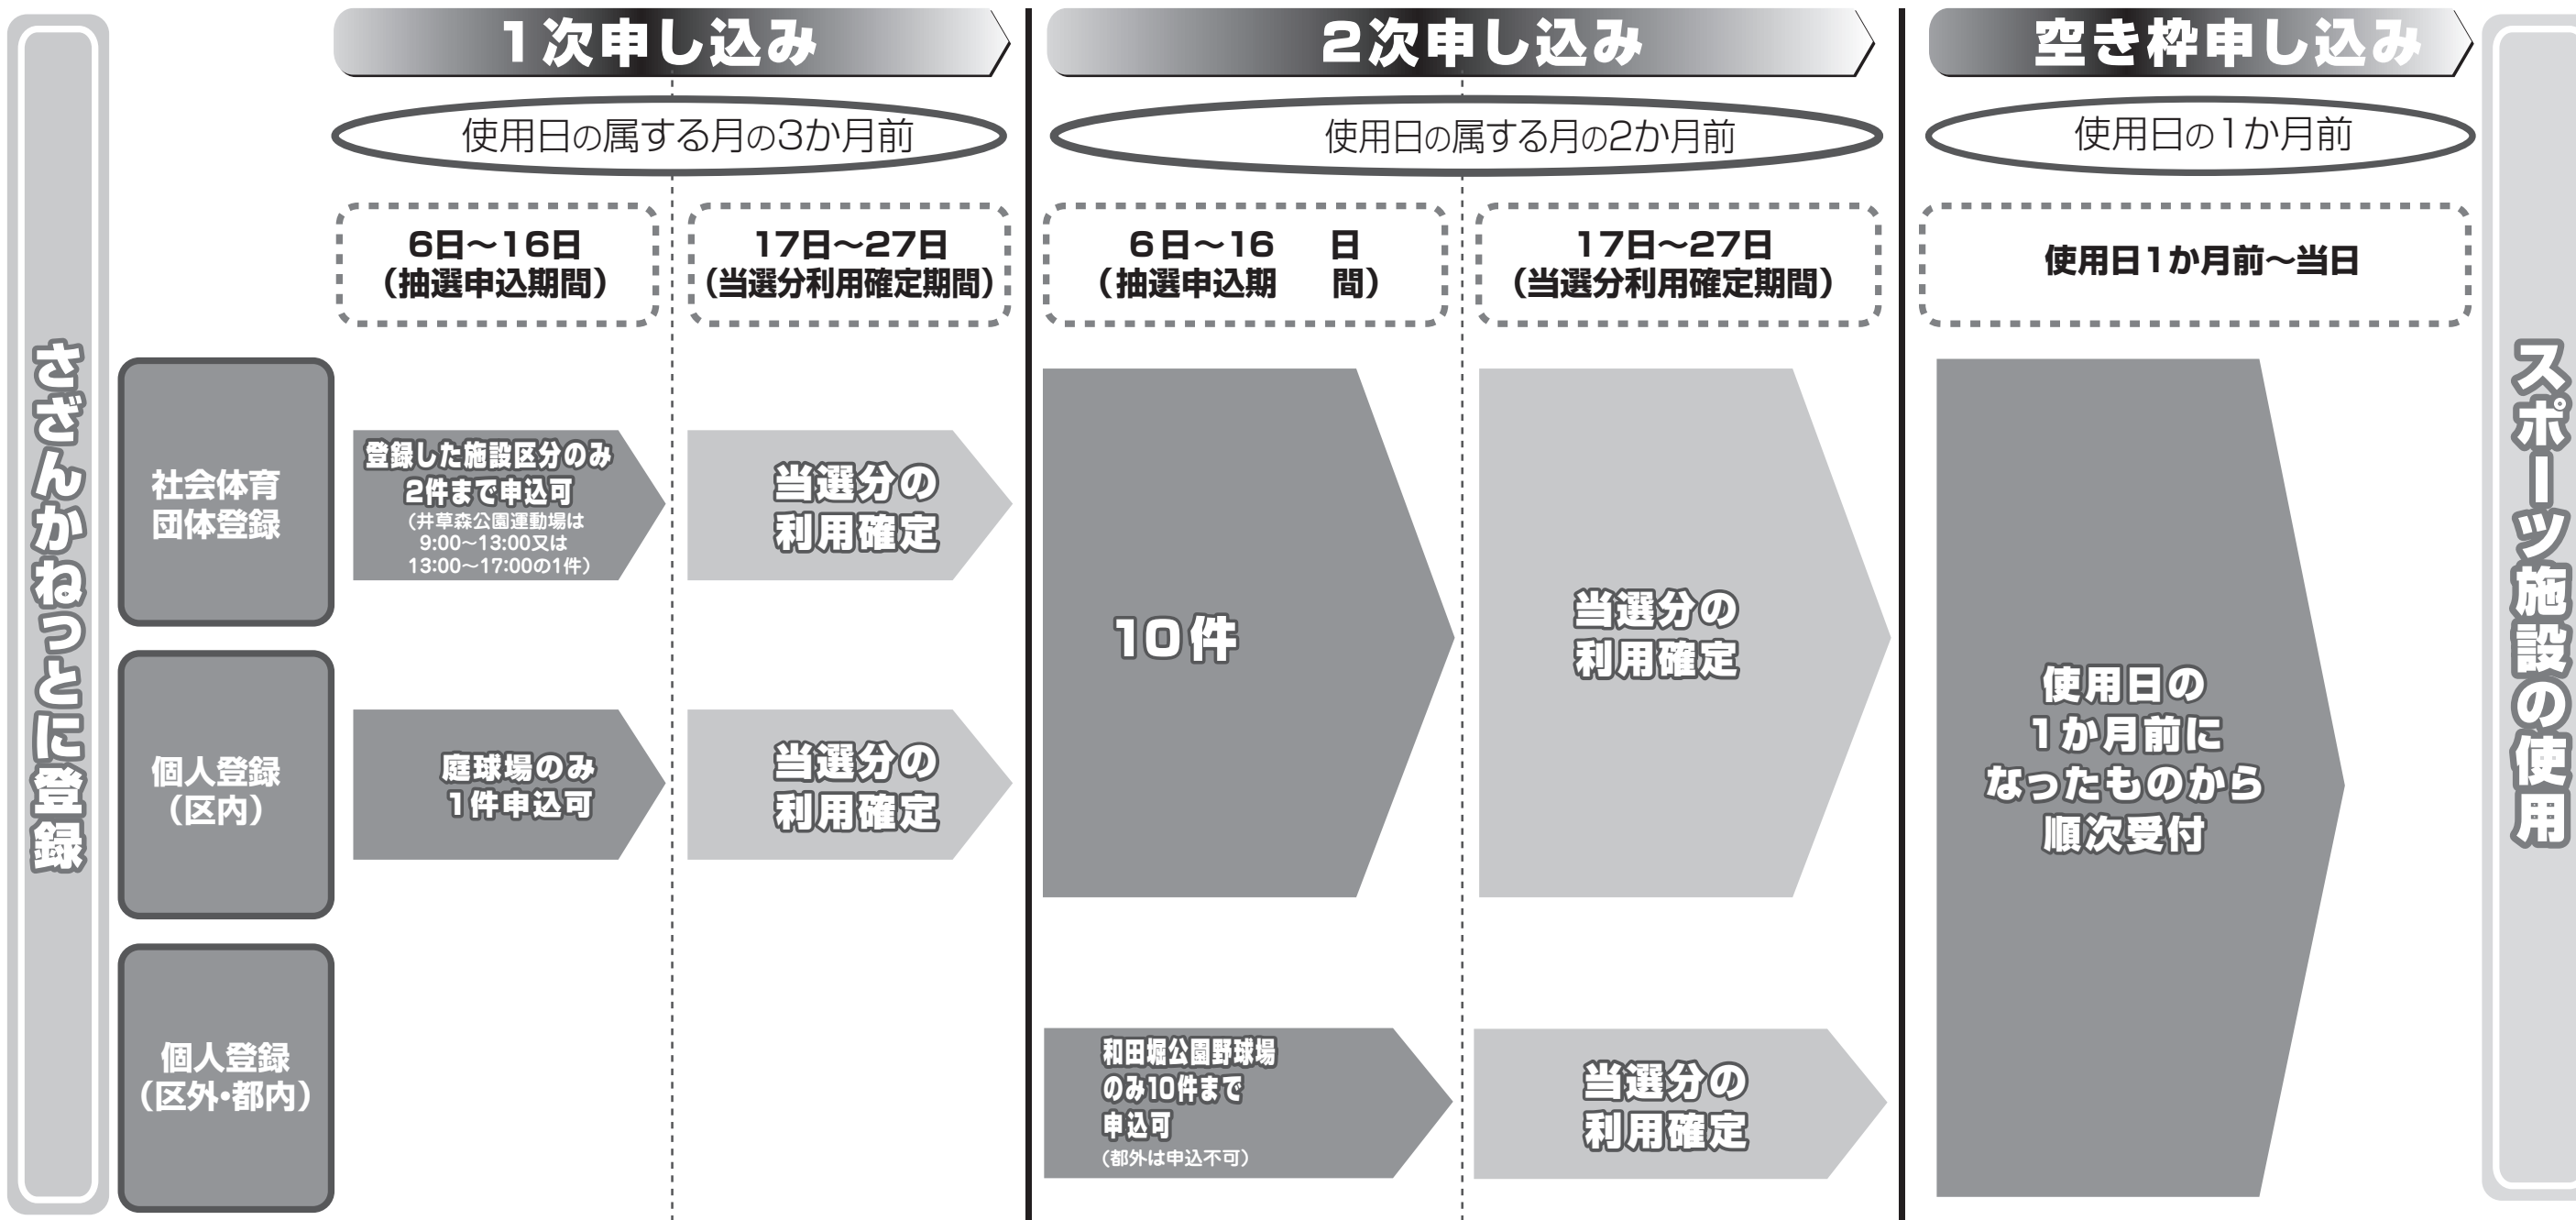 さざんかねっとに登録
1次申し込み
使用日の属する月の3か月前
6日〜16日
（抽選申込期間）
17日〜27日
（当選分利用確定期間）
2次申し込み
使用日の属する月の2か月前
6日〜16 日
（抽選申込期 間）
17日〜27日
（当選分利用確定期間）
空き枠申し込み
使用日の1か月前
使用日1か月前〜当日
社会体育
団体登録
登録した施設区分のみ
2件まで申込可
（井草森公園運動場は
9:00〜13:00又は
13:00〜17:00の1件）
当選分の
利用確定
個人登録
（区内）
庭球場のみ
1件申込可
当選分の
利用確定
10件
当選分の
利用確定
個人登録
（区外・都内）
和田堀公園野球場
のみ10件まで
申込可
（都外は申込不可）
当選分の
利用確定
使用日の
1か月前に
なったものから
順次受付
スポーツ施設の使用